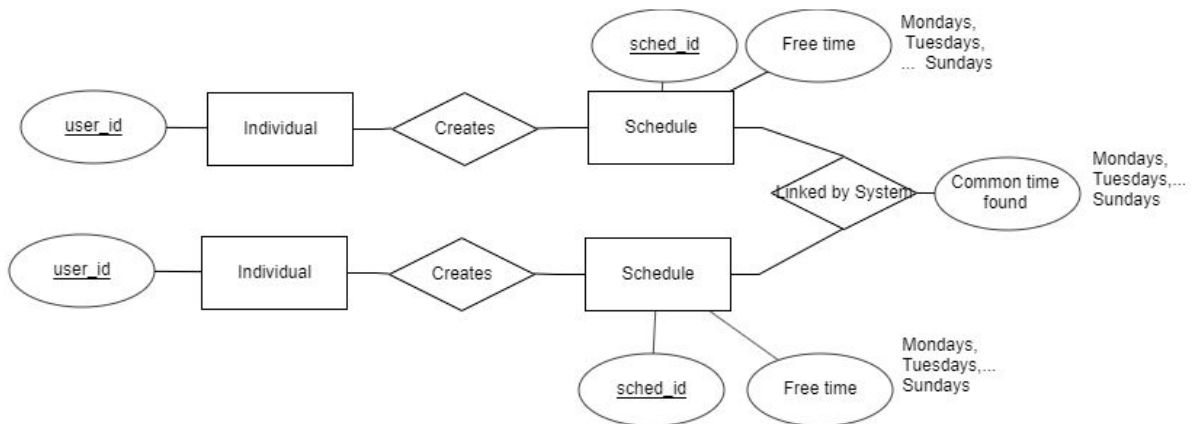 sched_id
Free time
Mondays,
Tuesdays,
... Sundays
user_id
Individual
Creates
Schedule
Linked by System
Common time
found
Mondays,
Tuesdays,...
Sundays
user_id
Individual
Creates
Schedule
sched_id
Free time
Mondays,
Tuesdays,...
Sundays